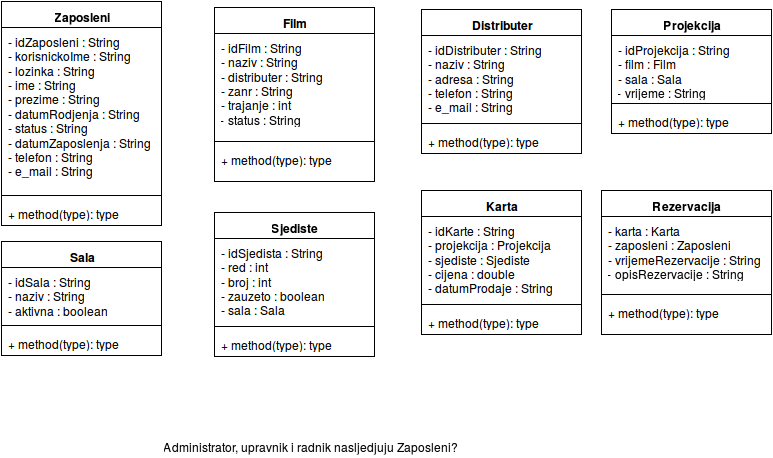 Zaposleni
- idZaposleni : String
- korisnickoIme : String
- lozinka : String
- ime : String
- prezime : String
- datumRodjenja : String
- status : String
- datumZaposlenja : String
- telefon : String
- e_mail : String
+ method(type): type
Film
- idFilm : String
- naziv : String
- distributer : String
- zanr : String
- trajanje : int
- status : String
+ method(type): type
Distributer
- idDistributer : String
- naziv : String
- adresa : String
- telefon : String
- e_mail : String
+ method(type): type
Projekcija
- idProjekcija : String
- film : Film
- sala : Sala
- vrijeme : String
+ method(type): type
Sala
- idSala : String
- naziv : String
- aktivna : boolean
+ method(type): type
Sjediste
- idSjedista : String
- red : int
- broj : int
- zauzeto : boolean
- sala : Sala
+ method(type): type
Karta
- idKarte : String
- projekcija : Projekcija
- sjediste : Sjediste
- cijena : double
- datumProdaje : String
+ method(type): type
Rezervacija
- karta : Karta
- zaposleni : Zaposleni
- vrijemeRezervacije : String
- opisRezervacije : String
+ method(type): type
Administrator, upravnik i radnik nasljedjuju Zaposleni?